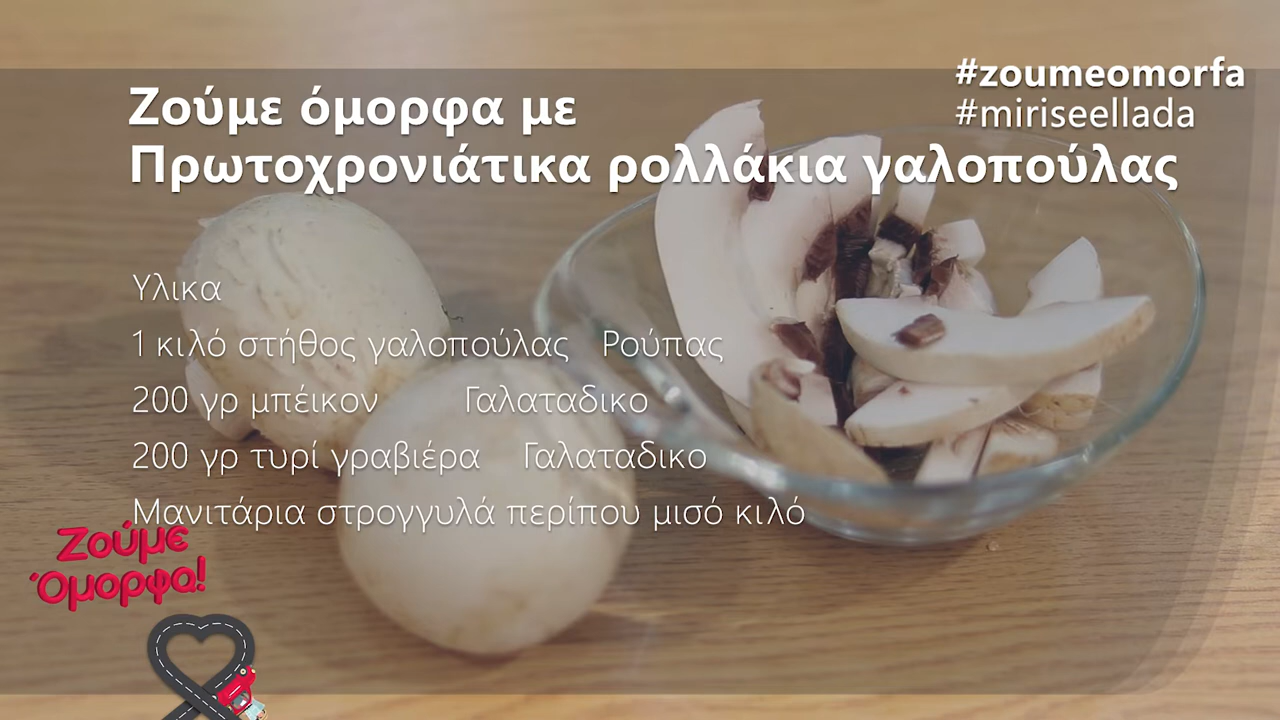 #zoumeomorfa
#miriseellada
Ζούμε όμορφα με
Πρωτοχρονιάτικα ρολλάκια γαλοπούλας
Υλικα
1 κιλό στήθος γαλοπούλας Ρούπας
200 γρ μπέικον Γαλαταδικο
200 γρ τυρί γραβιέρα Γαλαταδικο
Μανιτάρια στρογγυλά περίπου μισό κιλό
Ζούμε
Όμορφα!